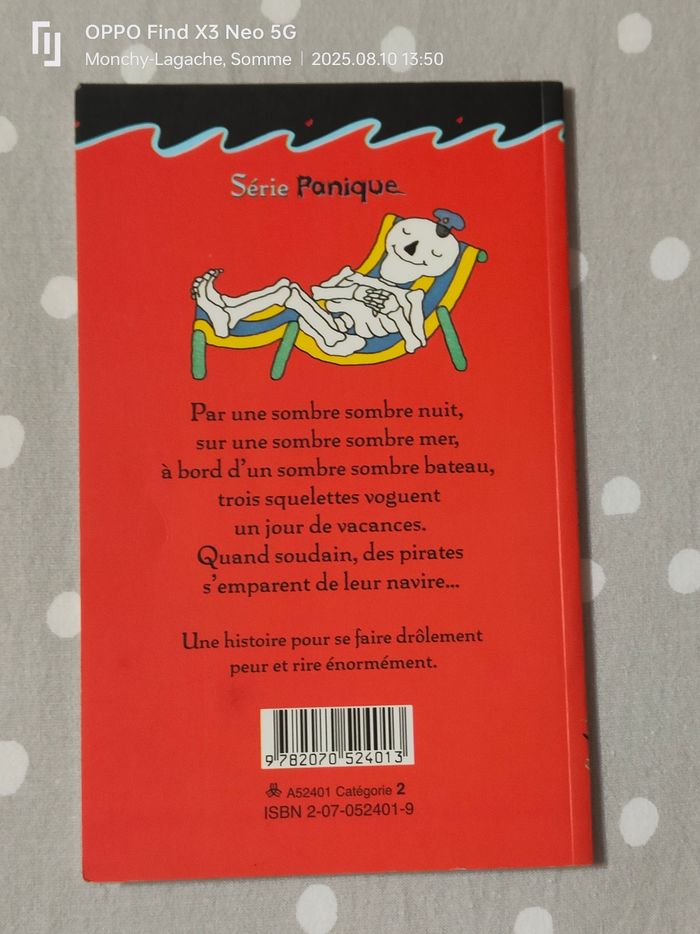 OPPO Find X3 Neo 5G
Monchy-Lagache, Somme | 2025.08.10 13:50
Série Panique
Par une sombre sombre nuit,
sur une sombre sombre mer,
à bord d'un sombre sombre bateau,
trois squelettes voguent
un jour de vacances.
Quand soudain, des pirates
s'emparent de leur navire...
Une histoire pour se faire drôlement
peur et rire énormément.
9 782070 524013
A52401 Catégorie 2
ISBN 2-07-052401-9